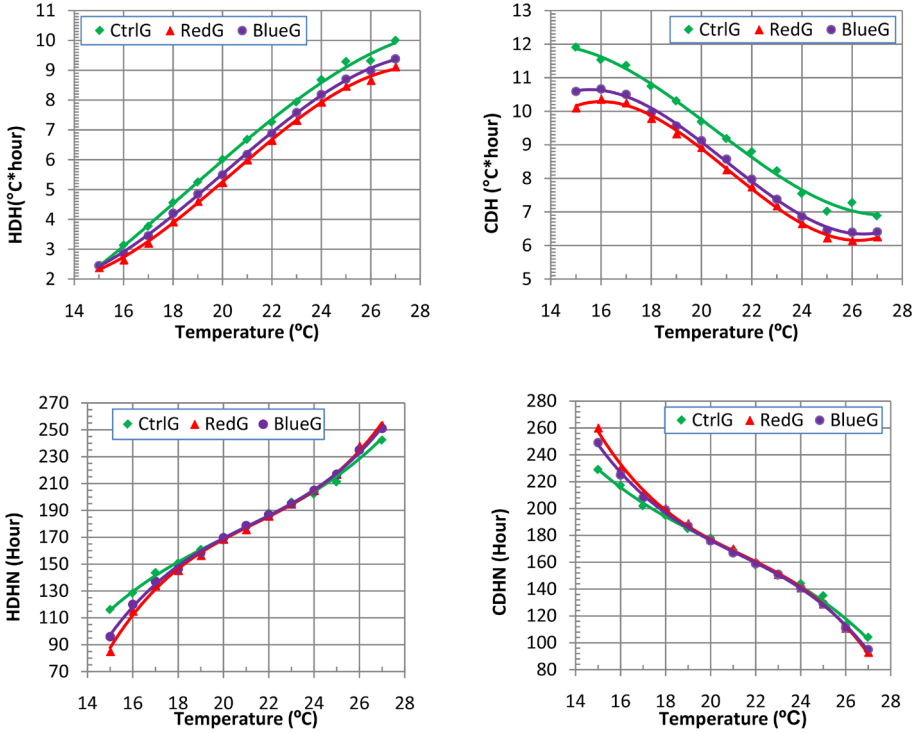 HDH(°C*hour)
11
10
9
8
7
6
5
4
3
2
CtrlG RedG BlueG
14 16 18 20 22 24 26 28
Temperature (°C)
CDH (°C*hour)
13
12
11
10
9
8
7
6
5
CtrlG RedG BlueG
14 16 18 20 22 24 26 28
Temperature (°C)
HDHN (Hour)
270
250
230
210
190
170
150
130
110
90
70
CtrlG RedG BlueG
14 16 18 20 22 24 26 28
Temperature (°C)
CDHN (Hour)
280
260
240
220
200
180
160
140
120
100
80
CtrlG RedG BlueG
14 16 18 20 22 24 26 28
Temperature (°C)